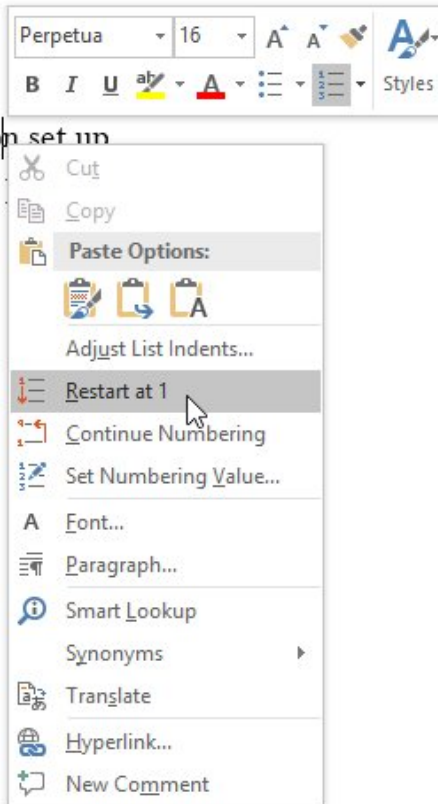 Perpetua 16 A A
B I U aby A Styles
n set up
Cut
Copy
Paste Options:
Adjust List Indents...
Restart at 1
Continue Numbering
Set Numbering Value...
A Font...
Paragraph...
Smart Lookup
Synonyms
Translate
Hyperlink...
New Comment